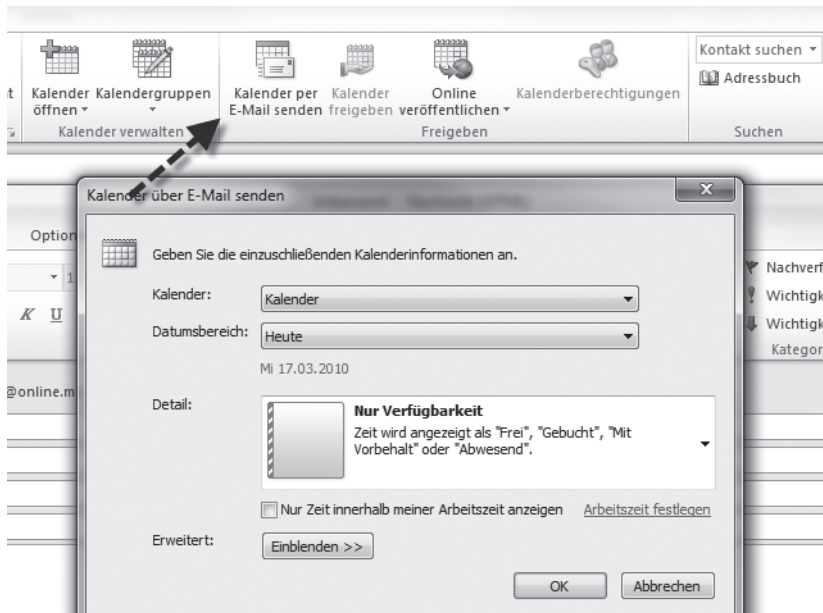 Kontakt suchen
Adressbuch
t Kalender Kalendergruppen Kalender per Kalender Online Kalenderberechtigungen
öffnen E-Mail senden freigeben veröffentlichen
Kalender verwalten Freigeben Suchen
Kalender über E-Mail senden
Option
Geben Sie die einzuschließenden Kalenderinformationen an.
Nachverf
Kalender: Kalender
1
Wichtigk
K U
Datumsbereich: Heute
Wichtigk
Kategor
Mi 17.03.2010
@online.m
Detail: Nur Verfügbarkeit
Zeit wird angezeigt als "Frei", "Gebucht", "Mit
Vorbehalt" oder "Abwesend".
Nur Zeit innerhalb meiner Arbeitszeit anzeigen Arbeitszeit festlegen
Erweitert: Einblenden >>
OK Abbrechen